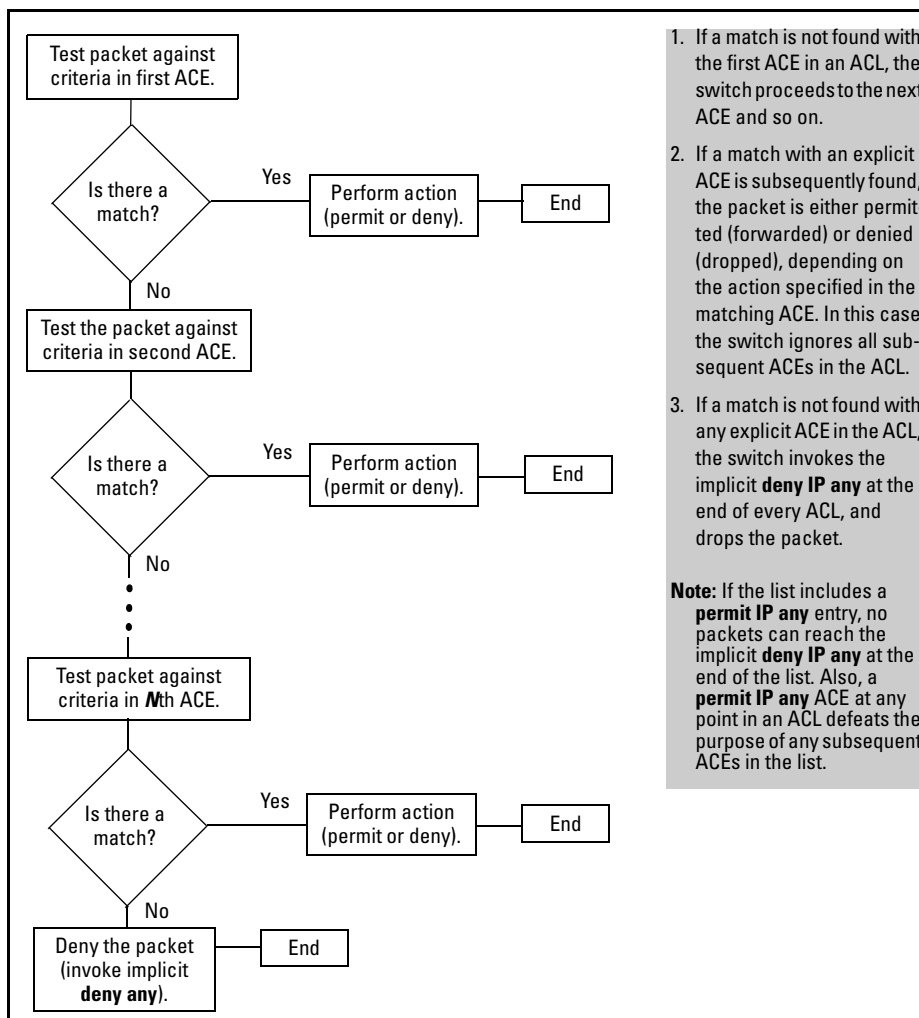 Test packet against
criteria in first ACE.
Is there a
match?
Yes
Perform action
(permit or deny).
End
No
Test the packet against
criteria in second ACE.
Is there a
match?
Yes
Perform action
(permit or deny).
End
No
Test packet against
criteria in Nth ACE.
Is there a
match?
Yes
Perform action
(permit or deny).
End
No
Deny the packet
(invoke implicit
deny any).
End
1. If a match is not found with
the first ACE in an ACL, the
switch proceeds to the next
ACE and so on.
2. If a match with an explicit
ACE is subsequently found,
the packet is either permit-
ted (forwarded) or denied
(dropped), depending on
the action specified in the
matching ACE. In this case
the switch ignores all sub-
sequent ACEs in the ACL.
3. If a match is not found with
any explicit ACE in the ACL,
the switch invokes the
implicit deny IP any at the
end of every ACL, and
drops the packet.
Note: If the list includes a
permit IP any entry, no
packets can reach the
implicit deny IP any at the
end of the list. Also, a
permit IP any ACE at any
point in an ACL defeats the
purpose of any subsequent
ACEs in the list.